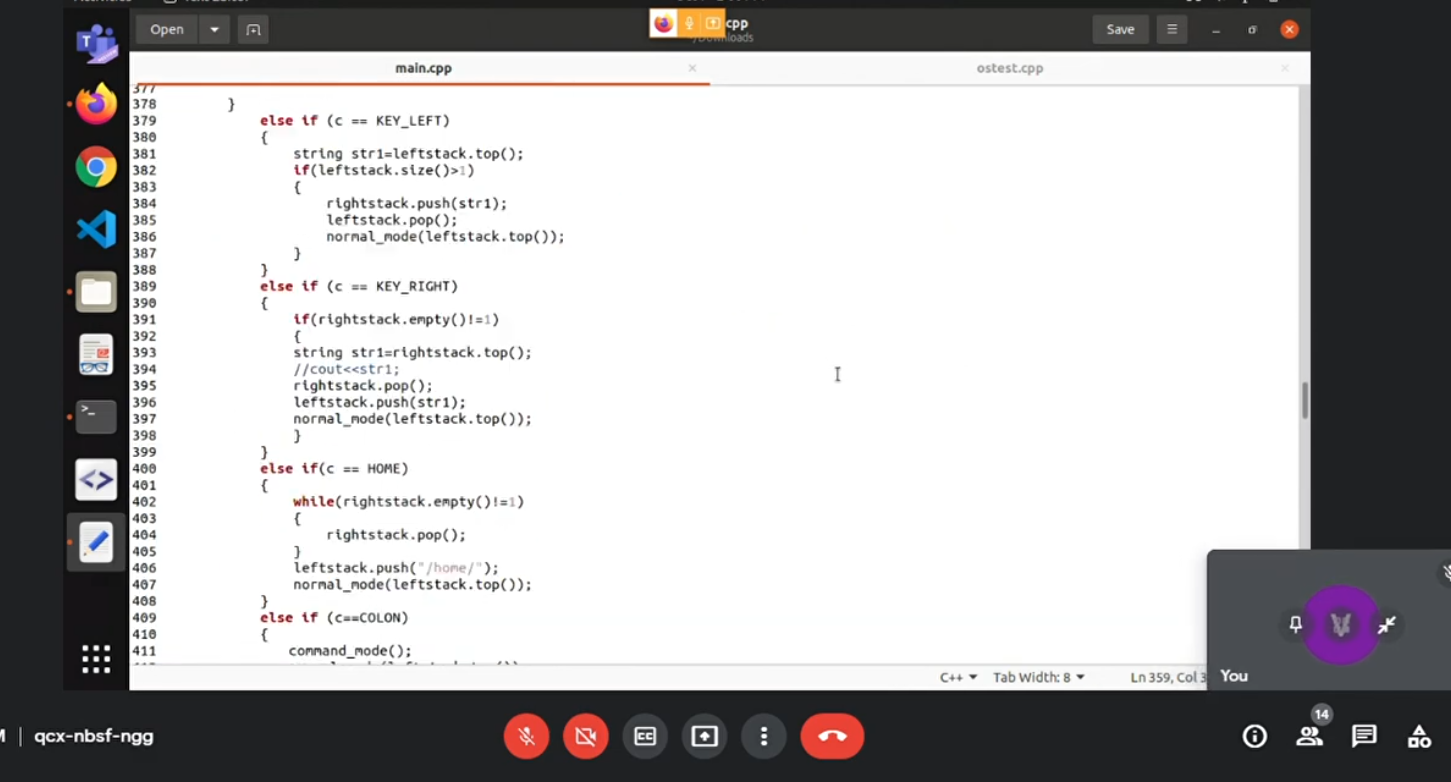 Open
cpp
Save
main.cpp
ostest.cpp
377
378 }
379 else if (c == KEY_LEFT)
380 {
381 string str1=leftstack.top();
382 if(leftstack.size()>1)
383 {
384 rightstack.push(str1);
385 leftstack.pop();
386 normal_mode(leftstack.top());
387 }
388 }
389 else if (c == KEY_RIGHT)
390 {
391 if(rightstack.empty()!=1)
392 {
393 string str1=rightstack.top();
394 //cout<<str1;
395 rightstack.pop();
396 leftstack.push(str1);
397 normal_mode(leftstack.top());
398 }
399 }
400 else if(c == HOME)
401 {
402 while(rightstack.empty()!=1)
403 {
404 rightstack.pop();
405 }
406 leftstack.push("/home/");
407 normal_mode(leftstack.top());
408 }
409 else if (c==COLON)
410 {
411 command_mode();
C++ Tab Width: 8 Ln 359, Col 3
You
14
qcx-nbsf-ngg
CC